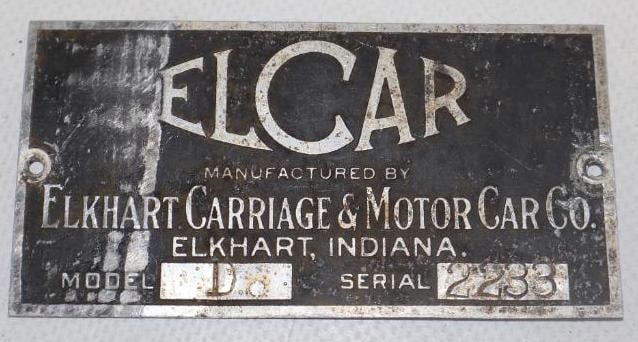 ELCAR
MANUFACTURED BY
ELKHART CARRIAGE & MOTOR CAR CO.
ELKHART, INDIANA.
MODEL D. SERIAL 2233